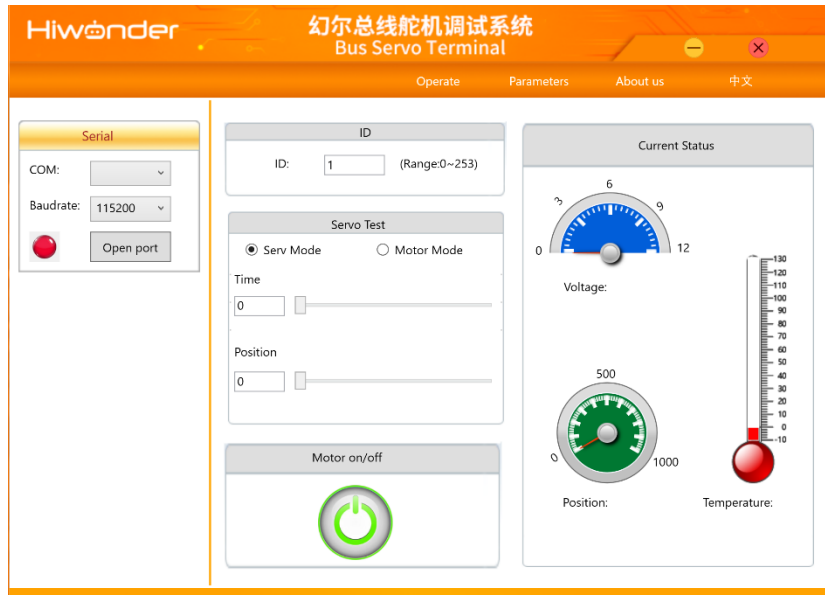 Hiwonder
幻尔总线舵机调试系统
Bus Servo Terminal
Operate Parameters About us 中文
Serial
COM:
Baudrate: 115200
Open port
ID
ID: 1 (Range:0~253)
Servo Test
Serv Mode Motor Mode
Time
0
Position
0
Motor on/off
Current Status
0 3 6 9 12
Voltage:
0 500 1000
Position:
130
120
110
100
90
80
70
60
50
40
30
20
10
0
-10
Temperature: